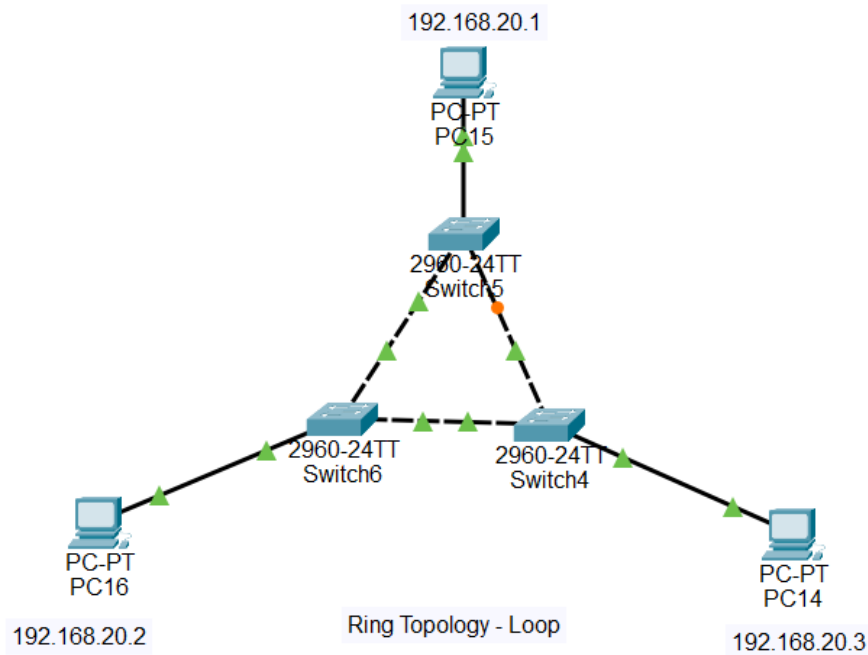 192.168.20.1
PC-PT
PC15
2960-24TT
Switch5
2960-24TT
Switch6
2960-24TT
Switch4
PC-PT
PC16
PC-PT
PC14
192.168.20.2
Ring Topology - Loop
192.168.20.3